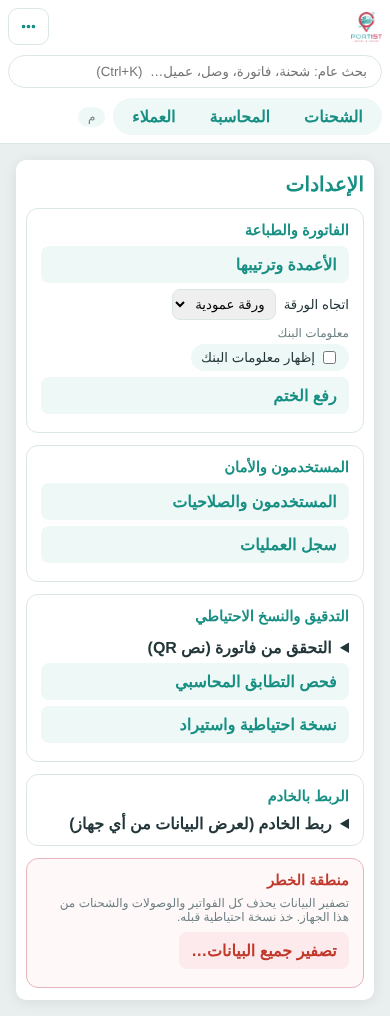 PORTIST
بحث عام: شحنة، فاتورة، وصل، عميل… (Ctrl+K)
الشحنات
المحاسبة
العملاء
م
الإعدادات
الفاتورة والطباعة
الأعمدة وترتيبها
اتجاه الورقة ورقة عمودية
معلومات البنك
إظهار معلومات البنك
رفع الختم
المستخدمون والأمان
المستخدمون والصلاحيات
سجل العمليات
التدقيق والنسخ الاحتياطي
التحقق من فاتورة (نص QR)
فحص التطابق المحاسبي
نسخة احتياطية واستيراد
الربط بالخادم
ربط الخادم (لعرض البيانات من أي جهاز)
منطقة الخطر
تصفير البيانات يحذف كل الفواتير والوصولات والشحنات من
هذا الجهاز. خذ نسخة احتياطية قبله.
تصفير جميع البيانات…